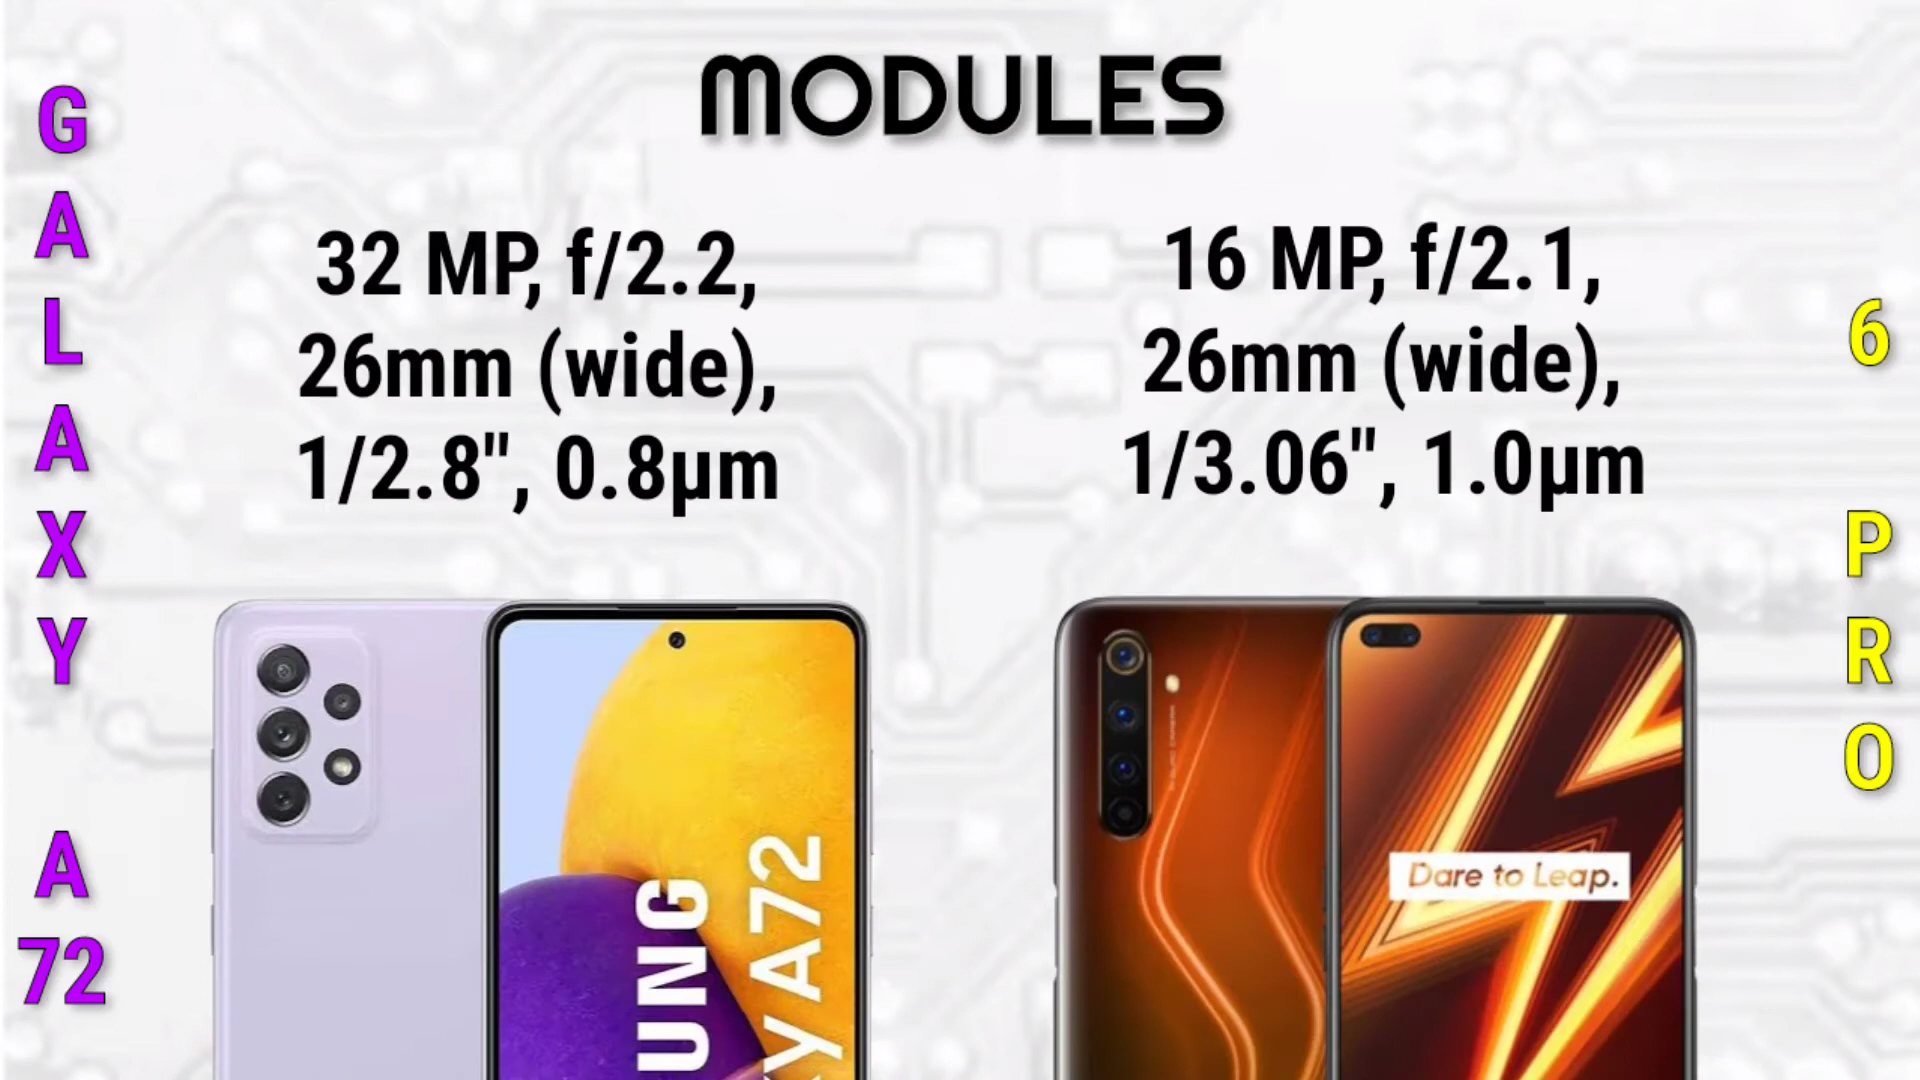 MODULES
GALAXY A72
32 MP, f/2.2,
26mm (wide),
1/2.8", 0.8µm
16 MP, f/2.1,
26mm (wide),
1/3.06", 1.0µm
6 PRO
UNG
Y A72
Dare to Leap.